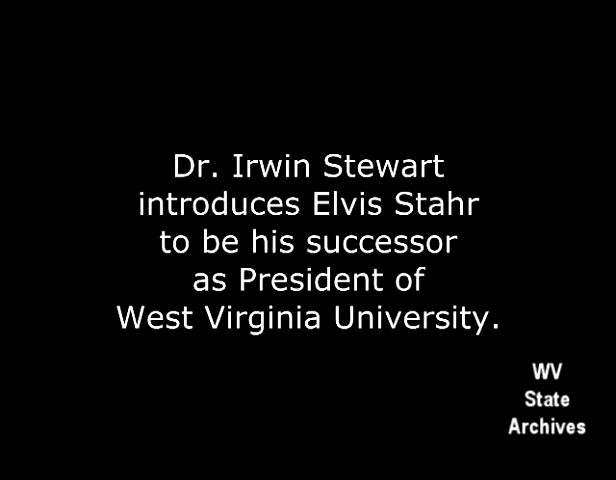 Dr. Irwin Stewart
introduces Elvis Stahr
to be his successor
as President of
West Virginia University.
WV
State
Archives